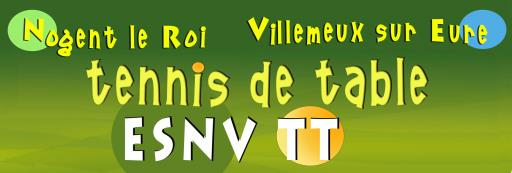 Nogent le Roi Villemeux sur Eure
tennis de table
ESNV TT